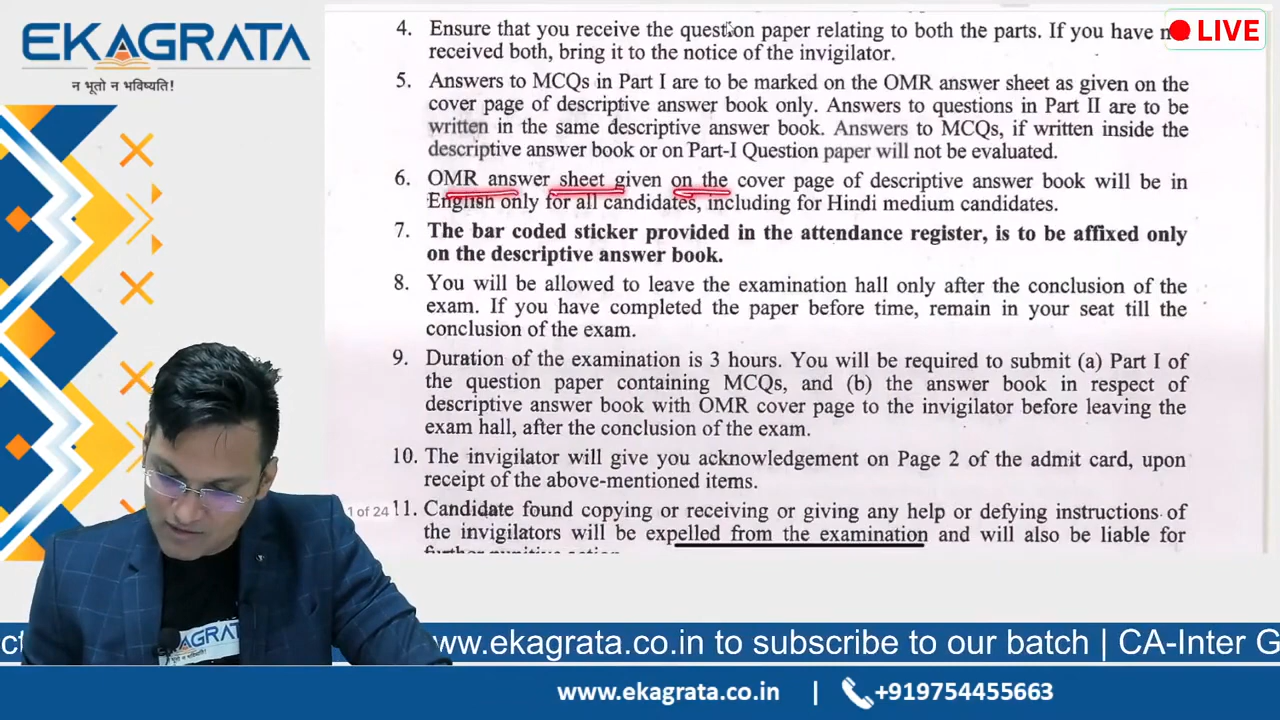 EKAGRATA
न भूतो न भविष्यति!
LIVE
4. Ensure that you receive the question paper relating to both the parts. If you have
received both, bring it to the notice of the invigilator.
5. Answers to MCQs in Part I are to be marked on the OMR answer sheet as given on the
cover page of descriptive answer book only. Answers to questions in Part II are to be
written in the same descriptive answer book. Answers to MCQs, if written inside the
descriptive answer book or on Part-I Question paper will not be evaluated.
6. OMR answer sheet given on the cover page of descriptive answer book will be in
English only for all candidates, including for Hindi medium candidates.
7. The bar coded sticker provided in the attendance register, is to be affixed only
on the descriptive answer book.
8. You will be allowed to leave the examination hall only after the conclusion of the
exam. If you have completed the paper before time, remain in your seat till the
conclusion of the exam.
9. Duration of the examination is 3 hours. You will be required to submit (a) Part I of
the question paper containing MCQs, and (b) the answer book in respect of
descriptive answer book with OMR cover page to the invigilator before leaving the
exam hall, after the conclusion of the exam.
10. The invigilator will give you acknowledgement on Page 2 of the admit card, upon
receipt of the above-mentioned items.
1 of 24
11. Candidate found copying or receiving or giving any help or defying instructions of
the invigilators will be expelled from the examination and will also be liable for
AGRATA
ww.ekagrata.co.in to subscribe to our batch | CA-Inter G
www.ekagrata.co.in | +919754455663